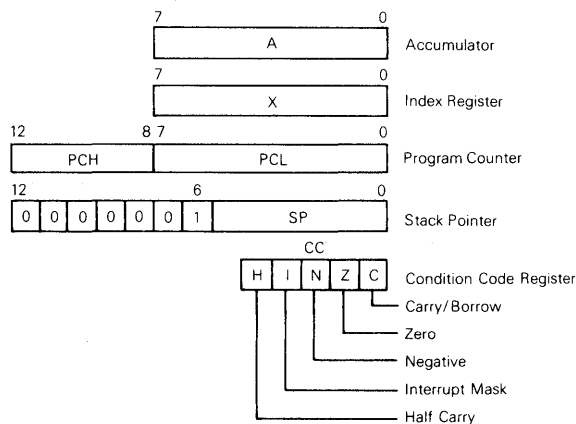 7 0
A Accumulator
7 0
X Index Register
12 8 7 0
PCH PCL Program Counter
12 6 0
0 0 0 0 0 0 1 SP Stack Pointer
CC
H I N Z C Condition Code Register
Carry/Borrow
Zero
Negative
Interrupt Mask
Half Carry